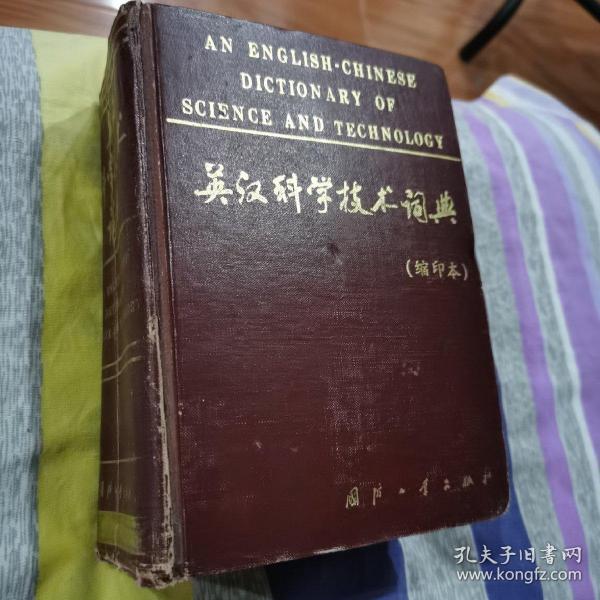 AN ENGLISH-CHINESE
DICTIONARY OF
SCIENCE AND TECHNOLOGY
英汉科学技术词典
(缩印本)
国防工业出版社
孔夫子旧书网
www.kongfz.com